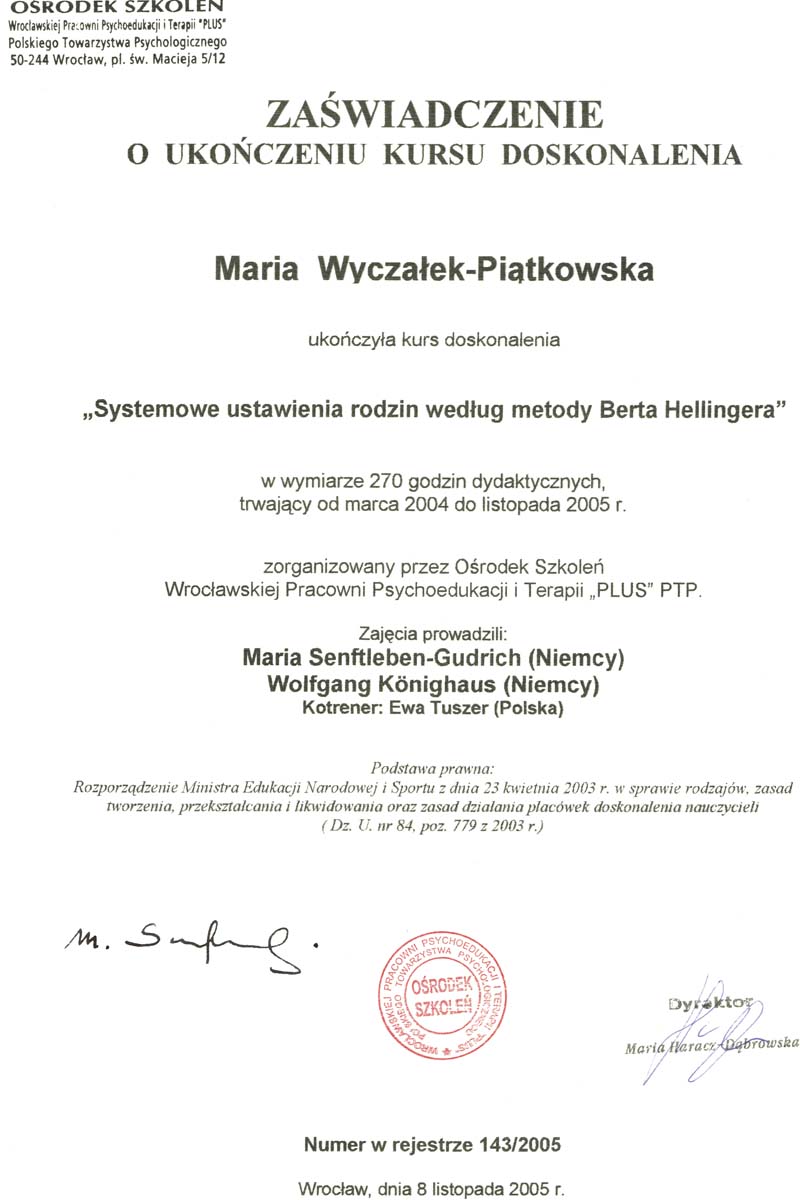 OŚRODEK SZKOLEŃ
Wrocławskiej Pracowni Psychoedukacji i Terapii "PLUS"
Polskiego Towarzystwa Psychologicznego
50-244 Wrocław, pl. św. Macieja 5/12
ZAŚWIADCZENIE
O UKOŃCZENIU KURSU DOSKONALENIA
Maria Wyczałek-Piątkowska
ukończyła kurs doskonalenia
„Systemowe ustawienia rodzin według metody Berta Hellingera”
w wymiarze 270 godzin dydaktycznych,
trwający od marca 2004 do listopada 2005 r.
zorganizowany przez Ośrodek Szkoleń
Wrocławskiej Pracowni Psychoedukacji i Terapii „PLUS” PTP.
Zajęcia prowadzili:
Maria Senftleben-Gudrich (Niemcy)
Wolfgang Könighaus (Niemcy)
Kotrener: Ewa Tuszer (Polska)
Podstawa prawna:
Rozporządzenie Ministra Edukacji Narodowej i Sportu z dnia 23 kwietnia 2003 r. w sprawie rodzajów, zasad
tworzenia, przekształcania i likwidowania oraz zasad działania placówek doskonalenia nauczycieli
( Dz. U. nr 84, poz. 779 z 2003 r.)
M.
WROCŁAWSKIEJ PRACOWNI PSYCHOEDUKACJI I TERAPII "PLUS"
POLSKIEGO TOWARZYSTWA PSYCHOLOGICZNEGO
OŚRODEK
SZKOLEŃ
Dyrektor
Maria Haracz-Dąbrowska
Numer w rejestrze 143/2005
Wrocław, dnia 8 listopada 2005 r.